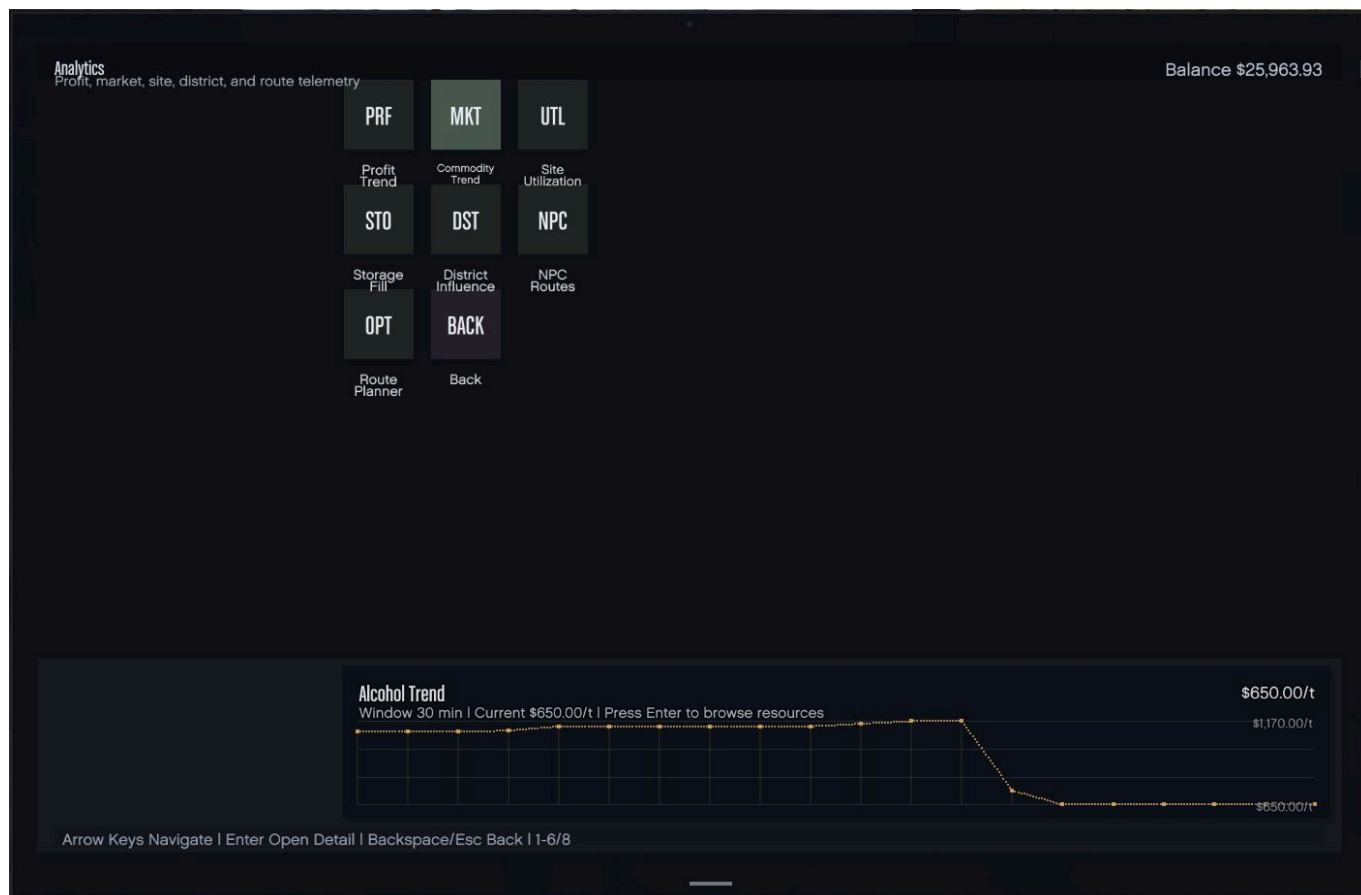 Analytics
Profit, market, site, district, and route telemetry
Balance $25,963.93
PRF
MKT
UTL
Profit
Trend
Commodity
Trend
Site
Utilization
STO
DST
NPC
Storage
Fill
District
Influence
NPC
Routes
OPT
BACK
Route
Planner
Back
Alcohol Trend
$650.00/t
Window 30 min | Current $650.00/t | Press Enter to browse resources
$1,170.00/t
$650.00/t
Arrow Keys Navigate | Enter Open Detail | Backspace/Esc Back | 1-6/8